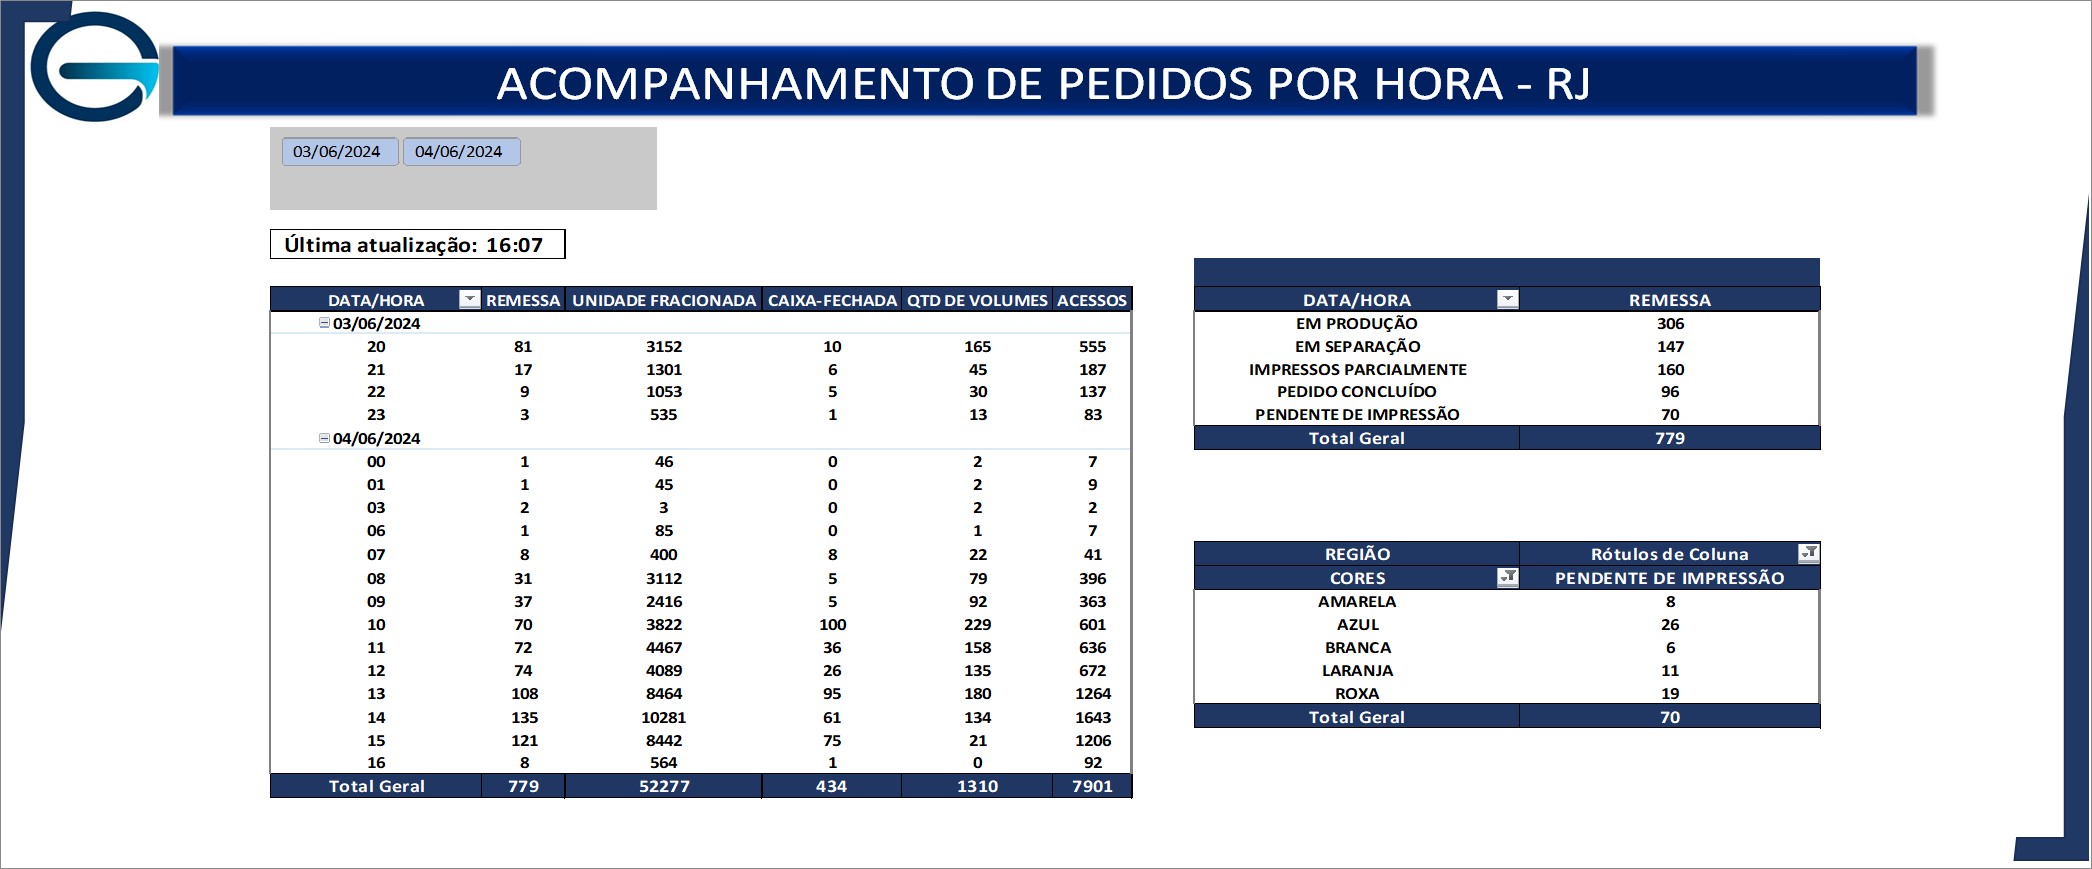 ACOMPANHAMENTO DE PEDIDOS POR HORA - RJ
03/06/2024 04/06/2024
Última atualização: 16:07
DATA/HORA REMESSA UNIDADE FRACIONADA CAIXA-FECHADA QTD DE VOLUMES ACESSOS
03/06/2024
20 81 3152 10 165 555
21 17 1301 6 45 187
22 9 1053 5 30 137
23 3 535 1 13 83
04/06/2024
00 1 46 0 2 7
01 1 45 0 2 9
03 2 3 0 2 2
06 1 85 0 1 7
07 8 400 8 22 41
08 31 3112 5 79 396
09 37 2416 5 92 363
10 70 3822 100 229 601
11 72 4467 36 158 636
12 74 4089 26 135 672
13 108 8464 95 180 1264
14 135 10281 61 134 1643
15 121 8442 75 21 1206
16 8 564 1 0 92
Total Geral 779 52277 434 1310 7901
DATA/HORA REMESSA
EM PRODUÇÃO 306
EM SEPARAÇÃO 147
IMPRESSOS PARCIALMENTE 160
PEDIDO CONCLUÍDO 96
PENDENTE DE IMPRESSÃO 70
Total Geral 779
REGIÃO Rótulos de Coluna
CORES PENDENTE DE IMPRESSÃO
AMARELA 8
AZUL 26
BRANCA 6
LARANJA 11
ROXA 19
Total Geral 70